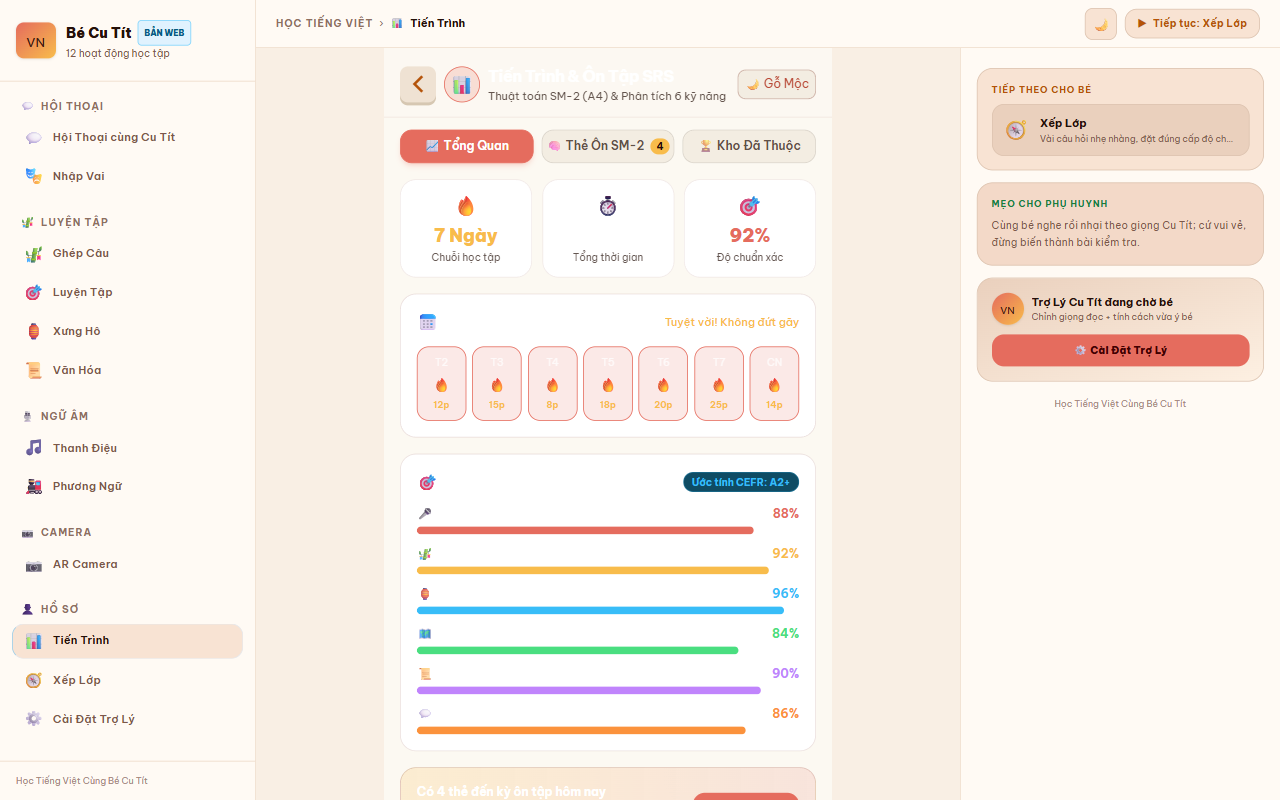 VN
Bé Cu Tít
BẢN WEB
12 hoạt động học tập
HỘI THOẠI
Hội Thoại cùng Cu Tít
Nhập Vai
LUYỆN TẬP
Ghép Câu
Luyện Tập
Xưng Hô
Văn Hóa
NGỮ ÂM
Thanh Điệu
Phương Ngữ
CAMERA
AR Camera
HỒ SƠ
Tiến Trình
Xếp Lớp
Cài Đặt Trợ Lý
Học Tiếng Việt Cùng Bé Cu Tít
HỌC TIẾNG VIỆT › Tiến Trình
▶ Tiếp tục: Xếp Lớp
Tiến Trình & Ôn Tập SRS
Thuật toán SM-2 (A4) & Phân tích 6 kỹ năng
Gỗ Mộc
Tổng Quan
Thẻ Ôn SM-2 4
Kho Đã Thuộc
7 Ngày
Chuỗi học tập
Tổng thời gian
92%
Độ chuẩn xác
Tuyệt vời! Không đứt gãy
T2 T3 T4 T5 T6 T7 CN
12p 15p 8p 18p 20p 25p 14p
Ước tính CEFR: A2+
88%
92%
96%
84%
90%
86%
Có 4 thẻ đến kỳ ôn tập hôm nay
TIẾP THEO CHO BÉ
Xếp Lớp
Vài câu hỏi nhẹ nhàng, đặt đúng cấp độ ch…
MẸO CHO PHỤ HUYNH
Cùng bé nghe rồi nhại theo giọng Cu Tít; cứ vui vẻ,
đừng biến thành bài kiểm tra.
VN
Trợ Lý Cu Tít đang chờ bé
Chỉnh giọng đọc + tính cách vừa ý bé
Cài Đặt Trợ Lý
Học Tiếng Việt Cùng Bé Cu Tít